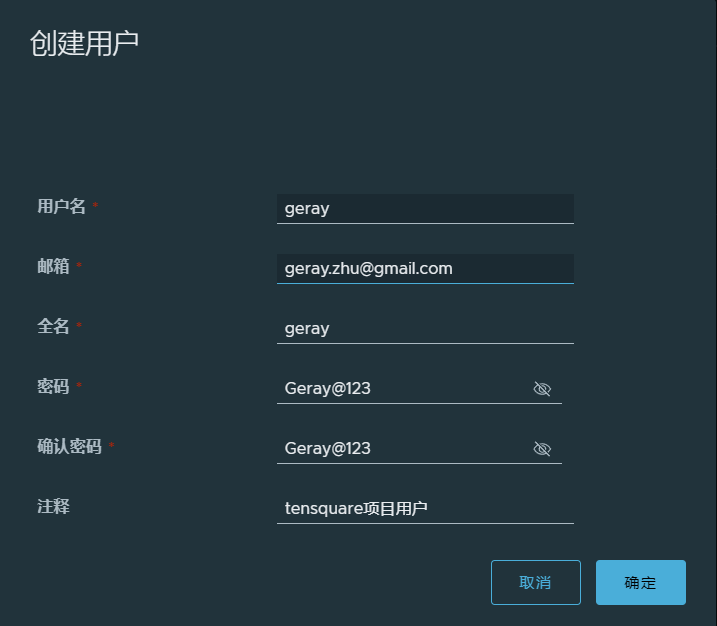 创建用户
用户名 * geray
邮箱 * geray.zhu@gmail.com
全名 * geray
密码 * Geray@123
确认密码 * Geray@123
注释 tensquare项目用户
取消 确定